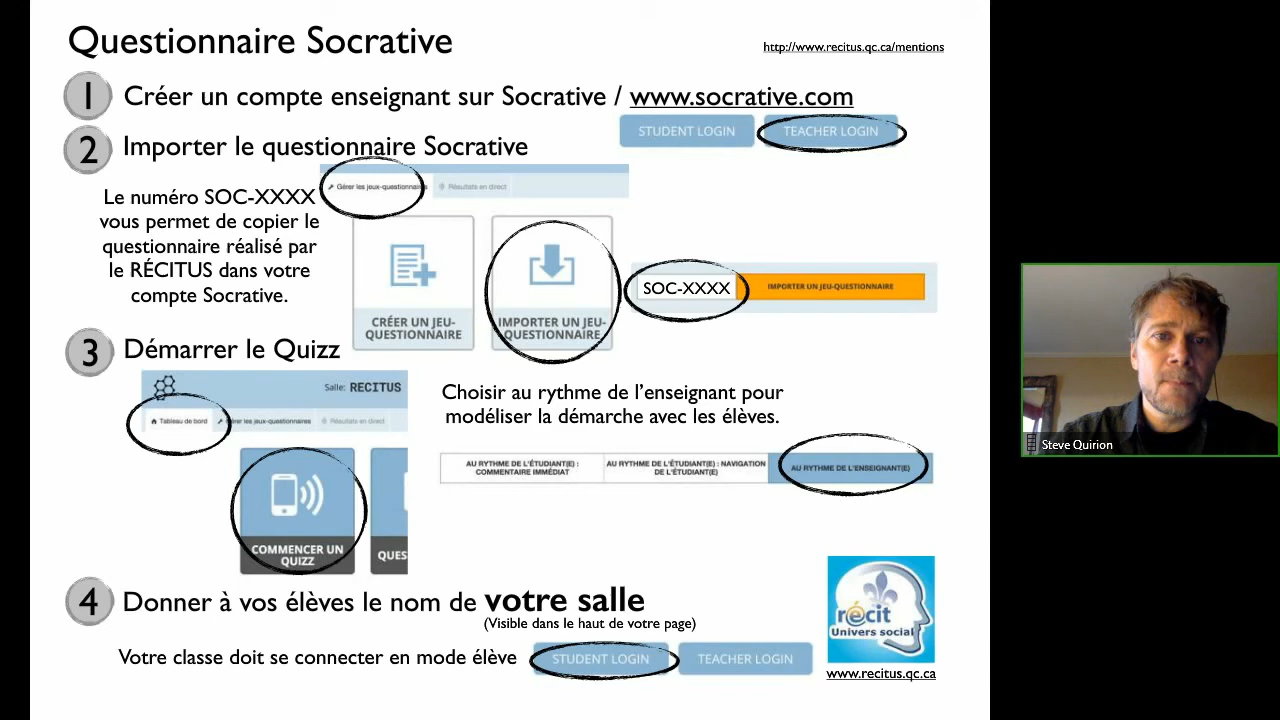 Questionnaire Socrative
http://www.recitus.qc.ca/mentions
1 Créer un compte enseignant sur Socrative / www.socrative.com
STUDENT LOGIN TEACHER LOGIN
2 Importer le questionnaire Socrative
Gérer les jeux-questionnaires Résultats en direct
Le numéro SOC-XXXX
vous permet de copier le
questionnaire réalisé par
le RÉCITUS dans votre
compte Socrative.
CRÉER UN JEU-
QUESTIONNAIRE
IMPORTER UN JEU-
QUESTIONNAIRE
SOC-XXXX IMPORTER UN JEU-QUESTIONNAIRE
3 Démarrer le Quizz
Salle: RECITUS
Tableau de bord Gérer les jeux-questionnaires Résultats en direct
COMMENCER UN
QUIZZ
QUES
Choisir au rythme de l'enseignant pour
modéliser la démarche avec les élèves.
AU RYTHME DE L'ÉTUDIANT(E) :
COMMENTAIRE IMMÉDIAT
AU RYTHME DE L'ÉTUDIANT(E) : NAVIGATION
DE L'ÉTUDIANT(E)
AU RYTHME DE L'ENSEIGNANT(E)
4 Donner à vos élèves le nom de votre salle
(Visible dans le haut de votre page)
Votre classe doit se connecter en mode élève
STUDENT LOGIN TEACHER LOGIN
récit
Univers social
www.recitus.qc.ca
Steve Quirion